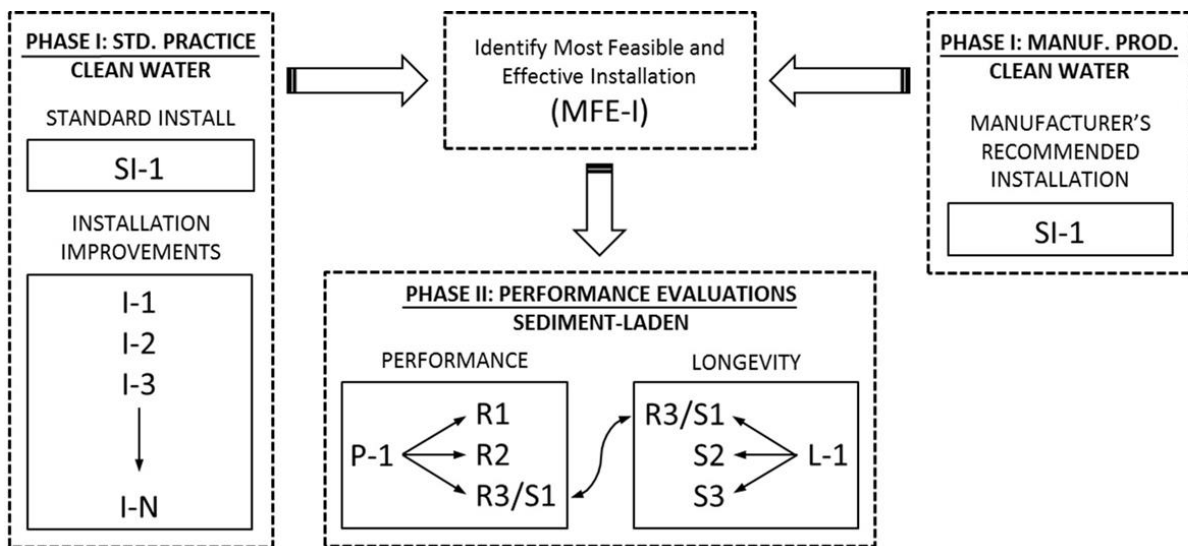 PHASE I: STD. PRACTICE
CLEAN WATER
STANDARD INSTALL
SI-1
INSTALLATION
IMPROVEMENTS
I-1
I-2
I-3
I-N
Identify Most Feasible and
Effective Installation
(MFE-I)
PHASE I: MANUF. PROD.
CLEAN WATER
MANUFACTURER’S
RECOMMENDED
INSTALLATION
SI-1
PHASE II: PERFORMANCE EVALUATIONS
SEDIMENT-LADEN
PERFORMANCE
P-1
R1
R2
R3/S1
LONGEVITY
R3/S1
S2
S3
L-1